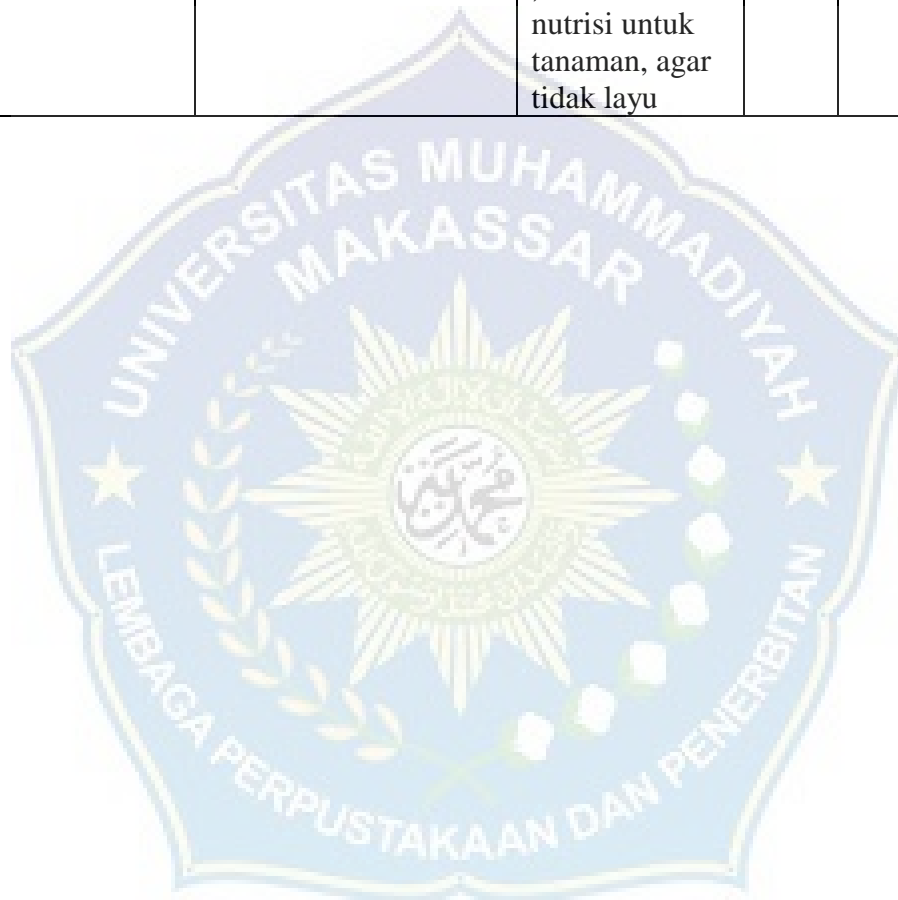 nutrisi untuk
tanaman, agar
tidak layu
UNIVERSITAS MUHAMMADIYAH
MAKASSAR
LEMBAGA PERPUSTAKAAN DAN PENERBITAN